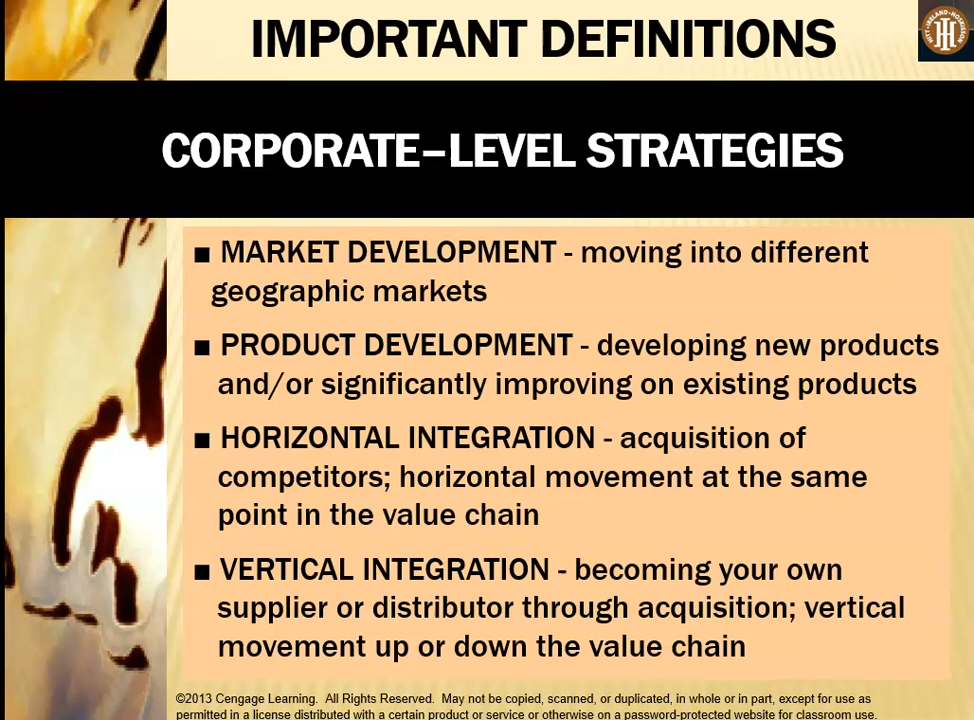 IMPORTANT DEFINITIONS
HITT·IRELAND·HOSKISSON
CORPORATE–LEVEL STRATEGIES
■ MARKET DEVELOPMENT - moving into different
geographic markets
■ PRODUCT DEVELOPMENT - developing new products
and/or significantly improving on existing products
■ HORIZONTAL INTEGRATION - acquisition of
competitors; horizontal movement at the same
point in the value chain
■ VERTICAL INTEGRATION - becoming your own
supplier or distributor through acquisition; vertical
movement up or down the value chain
©2013 Cengage Learning. All Rights Reserved. May not be copied, scanned, or duplicated, in whole or in part, except for use as
permitted in a license distributed with a certain product or service or otherwise on a password-protected website for classroom use.